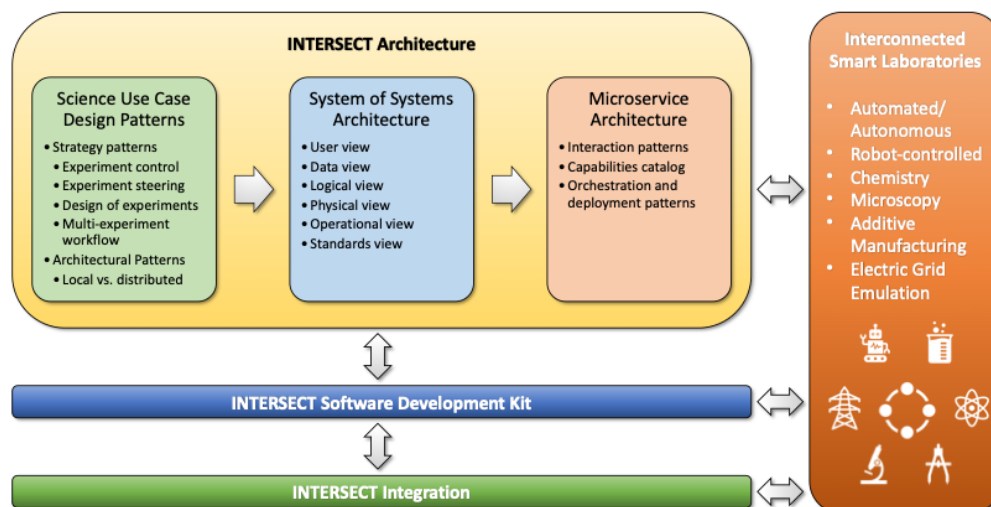 INTERSECT Architecture
Science Use Case
Design Patterns
• Strategy patterns
• Experiment control
• Experiment steering
• Design of experiments
• Multi-experiment
workflow
• Architectural Patterns
• Local vs. distributed
System of Systems
Architecture
• User view
• Data view
• Logical view
• Physical view
• Operational view
• Standards view
Microservice
Architecture
• Interaction patterns
• Capabilities catalog
• Orchestration and
deployment patterns
INTERSECT Software Development Kit
INTERSECT Integration
Interconnected
Smart Laboratories
• Automated/
Autonomous
• Robot-controlled
• Chemistry
• Microscopy
• Additive
Manufacturing
• Electric Grid
Emulation